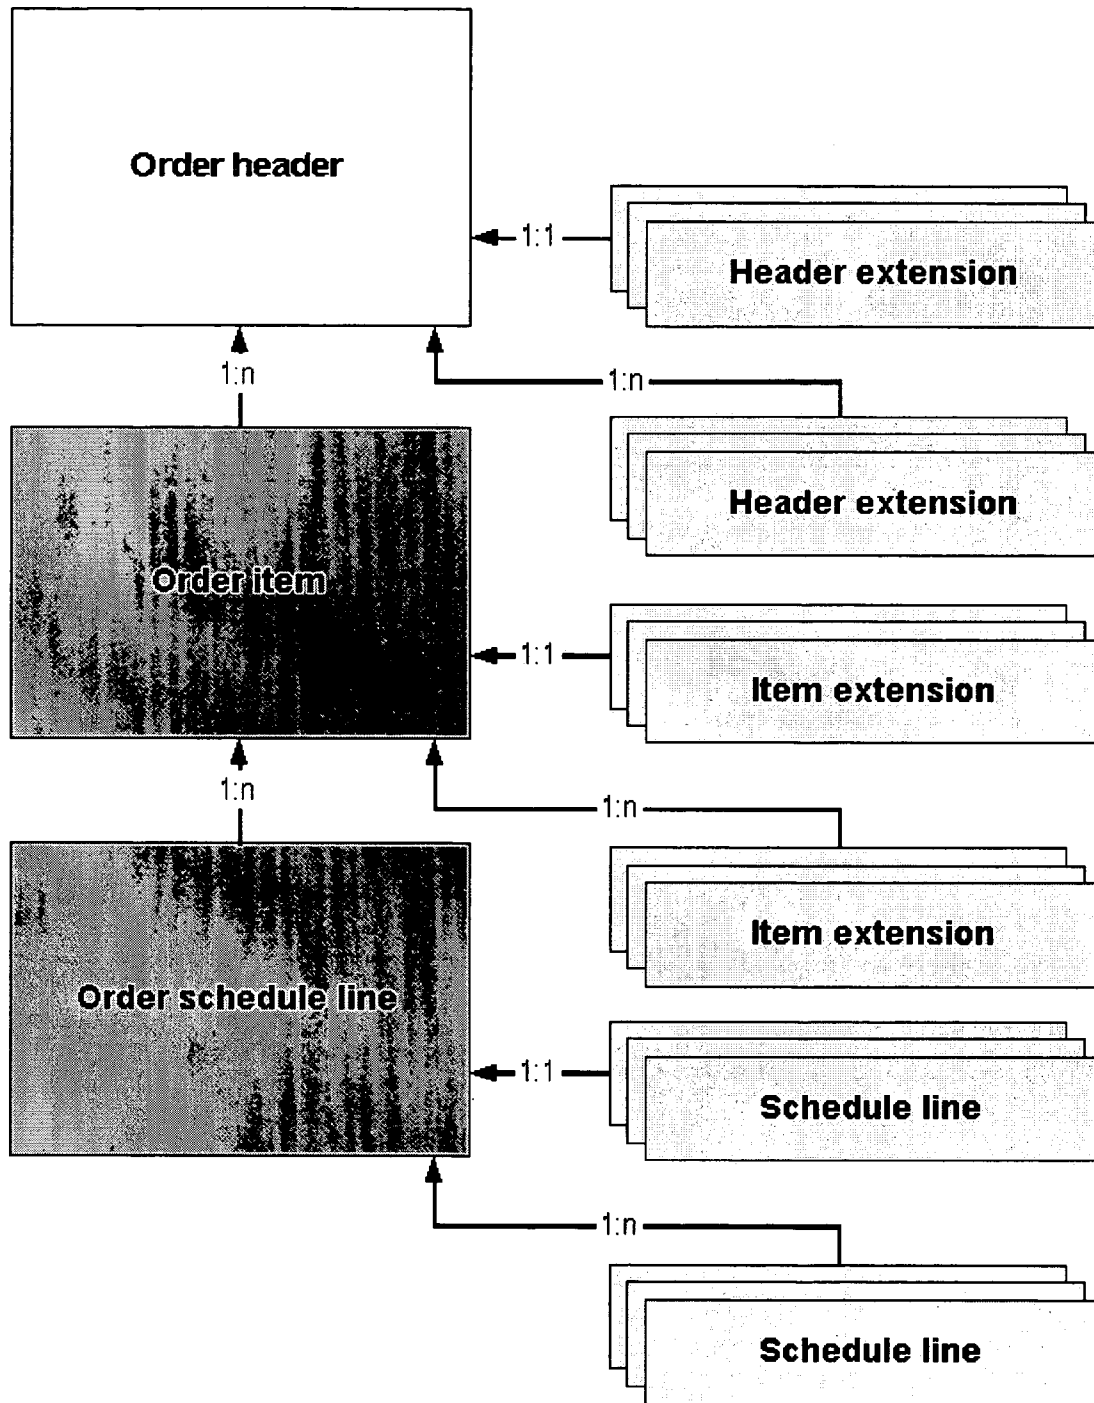 Order header
1:1
Header extension
1:n
1:n
Header extension
Order item
1:1
Item extension
1:n
1:n
Item extension
Order schedule line
1:1
Schedule line
1:n
Schedule line